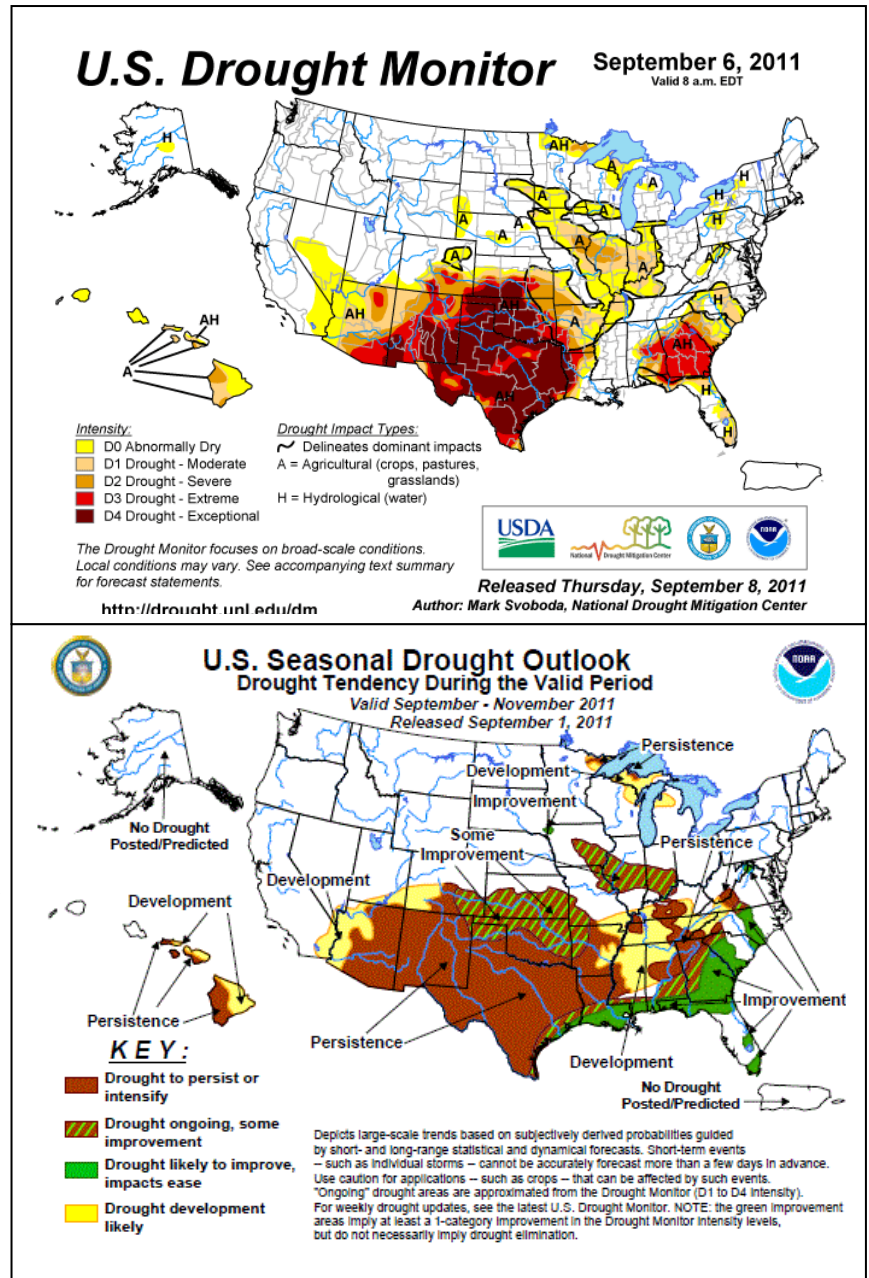 U.S. Drought Monitor
September 6, 2011
Valid 8 a.m. EDT
H
AH
A
A
H
A
H
A
A
A
H
A
A
A
A
A
H
AH
AH
A
AH
AH
H
H
AH
A
Intensity:
D0 Abnormally Dry
D1 Drought - Moderate
D2 Drought - Severe
D3 Drought - Extreme
D4 Drought - Exceptional
Drought Impact Types:
Delineates dominant impacts
A = Agricultural (crops, pastures,
grasslands)
H = Hydrological (water)
The Drought Monitor focuses on broad-scale conditions.
Local conditions may vary. See accompanying text summary
for forecast statements.
http://drought.unl.edu/dm
USDA
National Drought Mitigation Center
NOAA
Released Thursday, September 8, 2011
Author: Mark Svoboda, National Drought Mitigation Center
U.S. Seasonal Drought Outlook
Drought Tendency During the Valid Period
Valid September - November 2011
Released September 1, 2011
NOAA
Persistence
Development
Improvement
No Drought
Posted/Predicted
Some
Improvement
Persistence
Development
Development
Persistence
Improvement
Persistence
Development
No Drought
Posted/Predicted
KEY:
Drought to persist or
intensify
Drought ongoing, some
improvement
Drought likely to improve,
impacts ease
Drought development
likely
Depicts large-scale trends based on subjectively derived probabilities guided
by short- and long-range statistical and dynamical forecasts. Short-term events
-- such as individual storms -- cannot be accurately forecast more than a few days in advance.
Use caution for applications -- such as crops -- that can be affected by such events.
"Ongoing" drought areas are approximated from the Drought Monitor (D1 to D4 intensity).
For weekly drought updates, see the latest U.S. Drought Monitor. NOTE: the green improvement
areas imply at least a 1-category improvement in the Drought Monitor intensity levels,
but do not necessarily imply drought elimination.